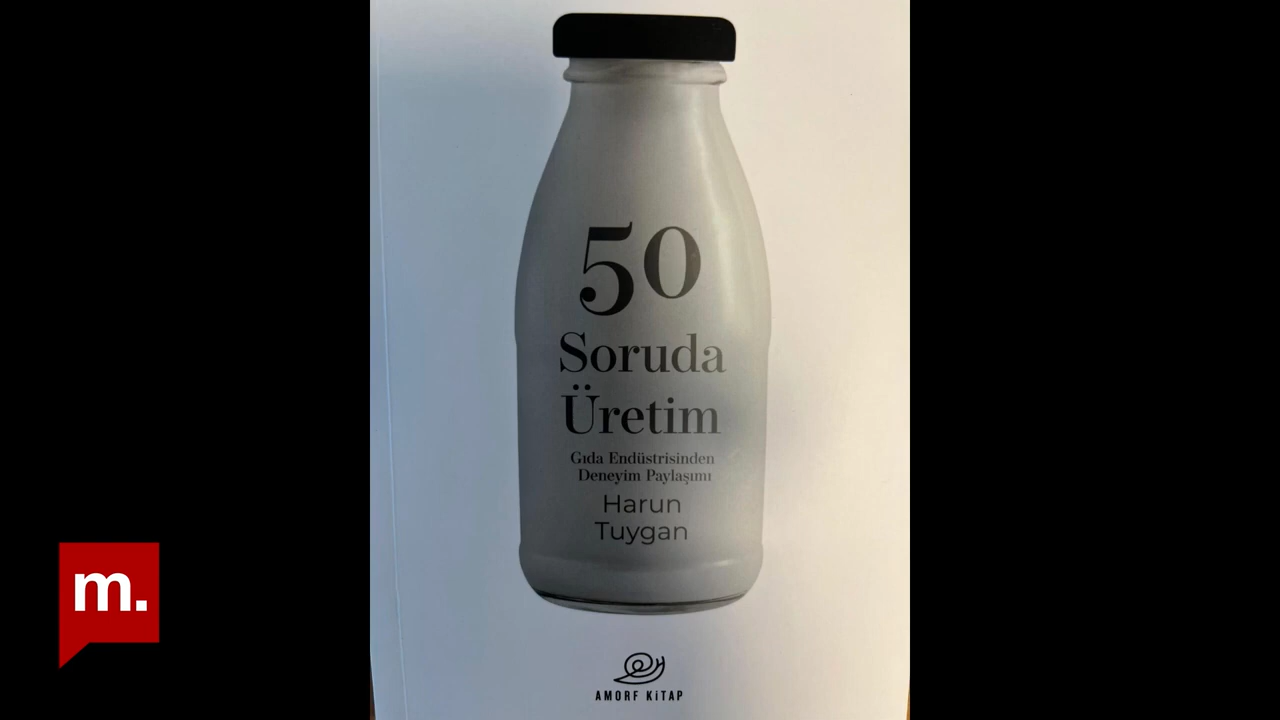 50
Soruda
Üretim
Gıda Endüstrisinden
Deneyim Paylaşımı
Harun
Tuygan
AMORF KİTAP
m.